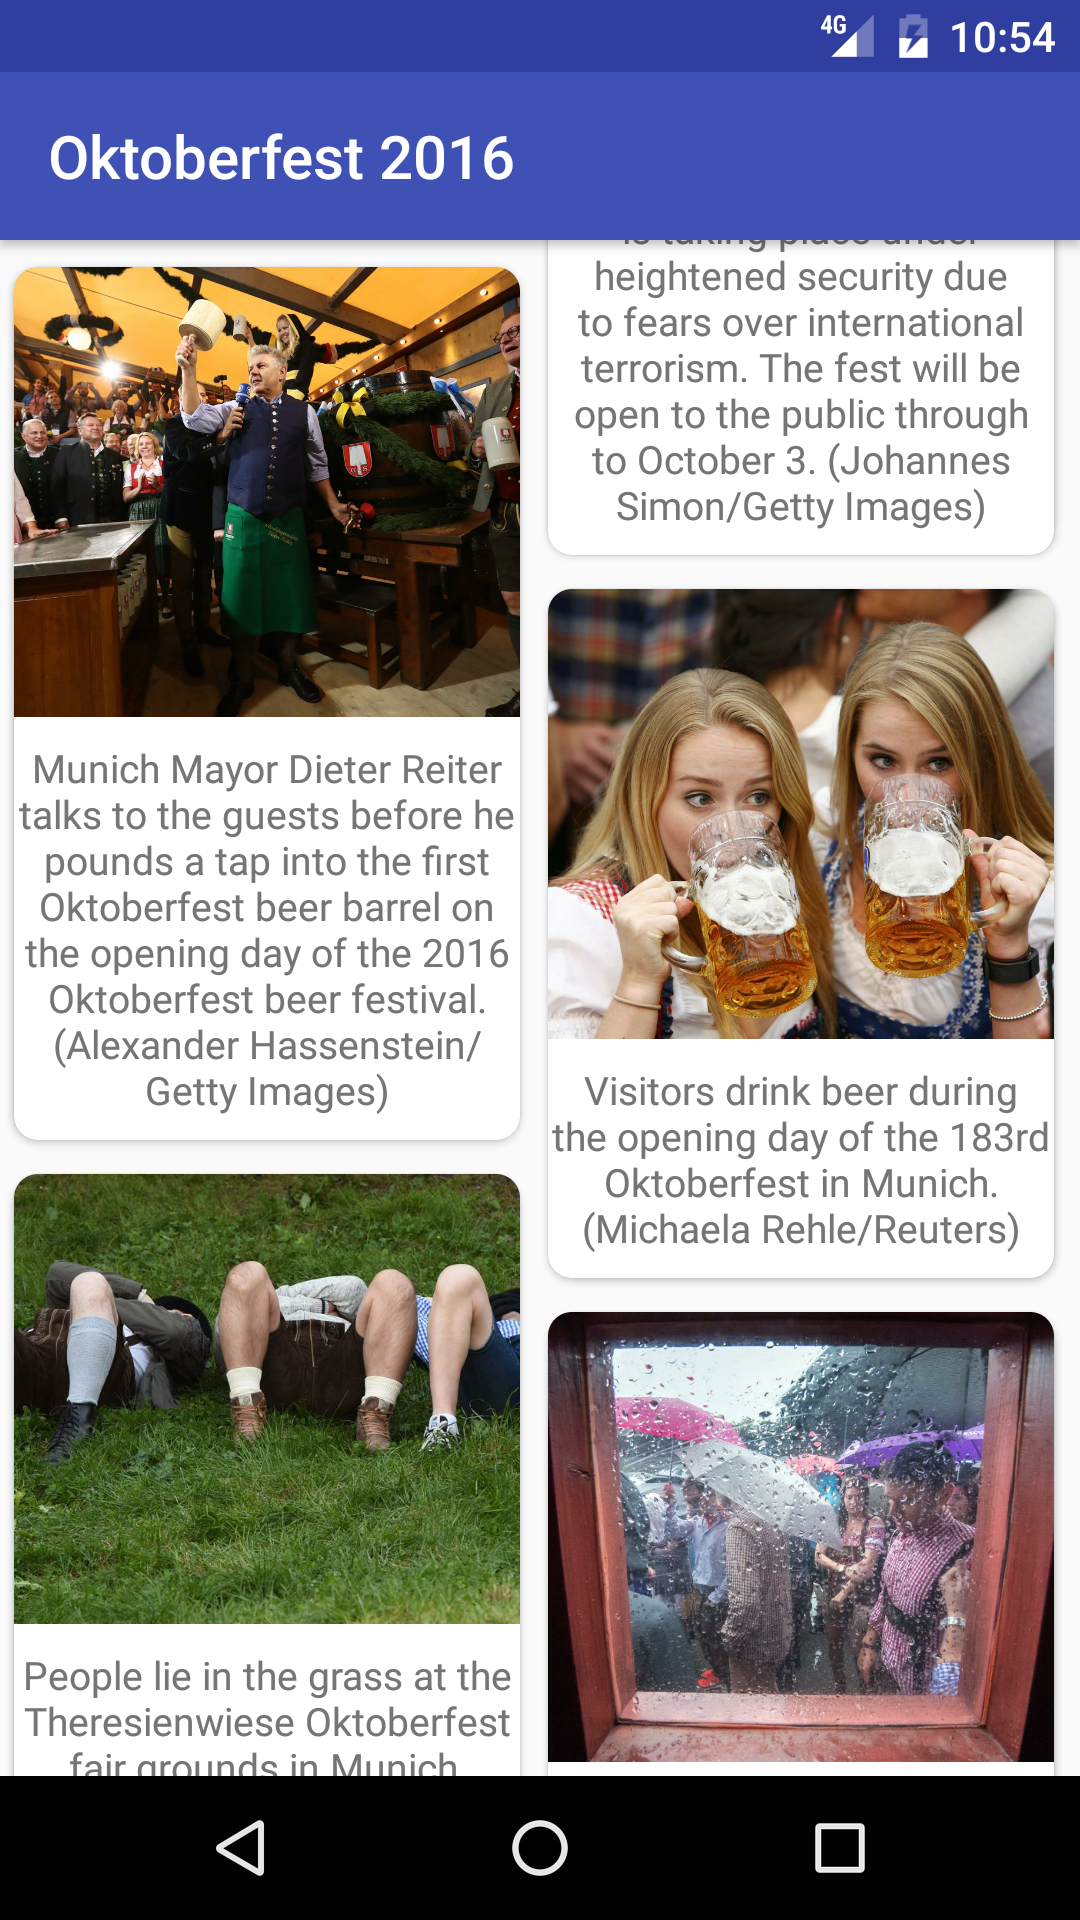 4G 10:54
Oktoberfest 2016
Munich Mayor Dieter Reiter
talks to the guests before he
pounds a tap into the first
Oktoberfest beer barrel on
the opening day of the 2016
Oktoberfest beer festival.
(Alexander Hassenstein/
Getty Images)
People lie in the grass at the
Theresienwiese Oktoberfest
fair grounds in Munich
is taking place under
heightened security due
to fears over international
terrorism. The fest will be
open to the public through
to October 3. (Johannes
Simon/Getty Images)
Visitors drink beer during
the opening day of the 183rd
Oktoberfest in Munich.
(Michaela Rehle/Reuters)